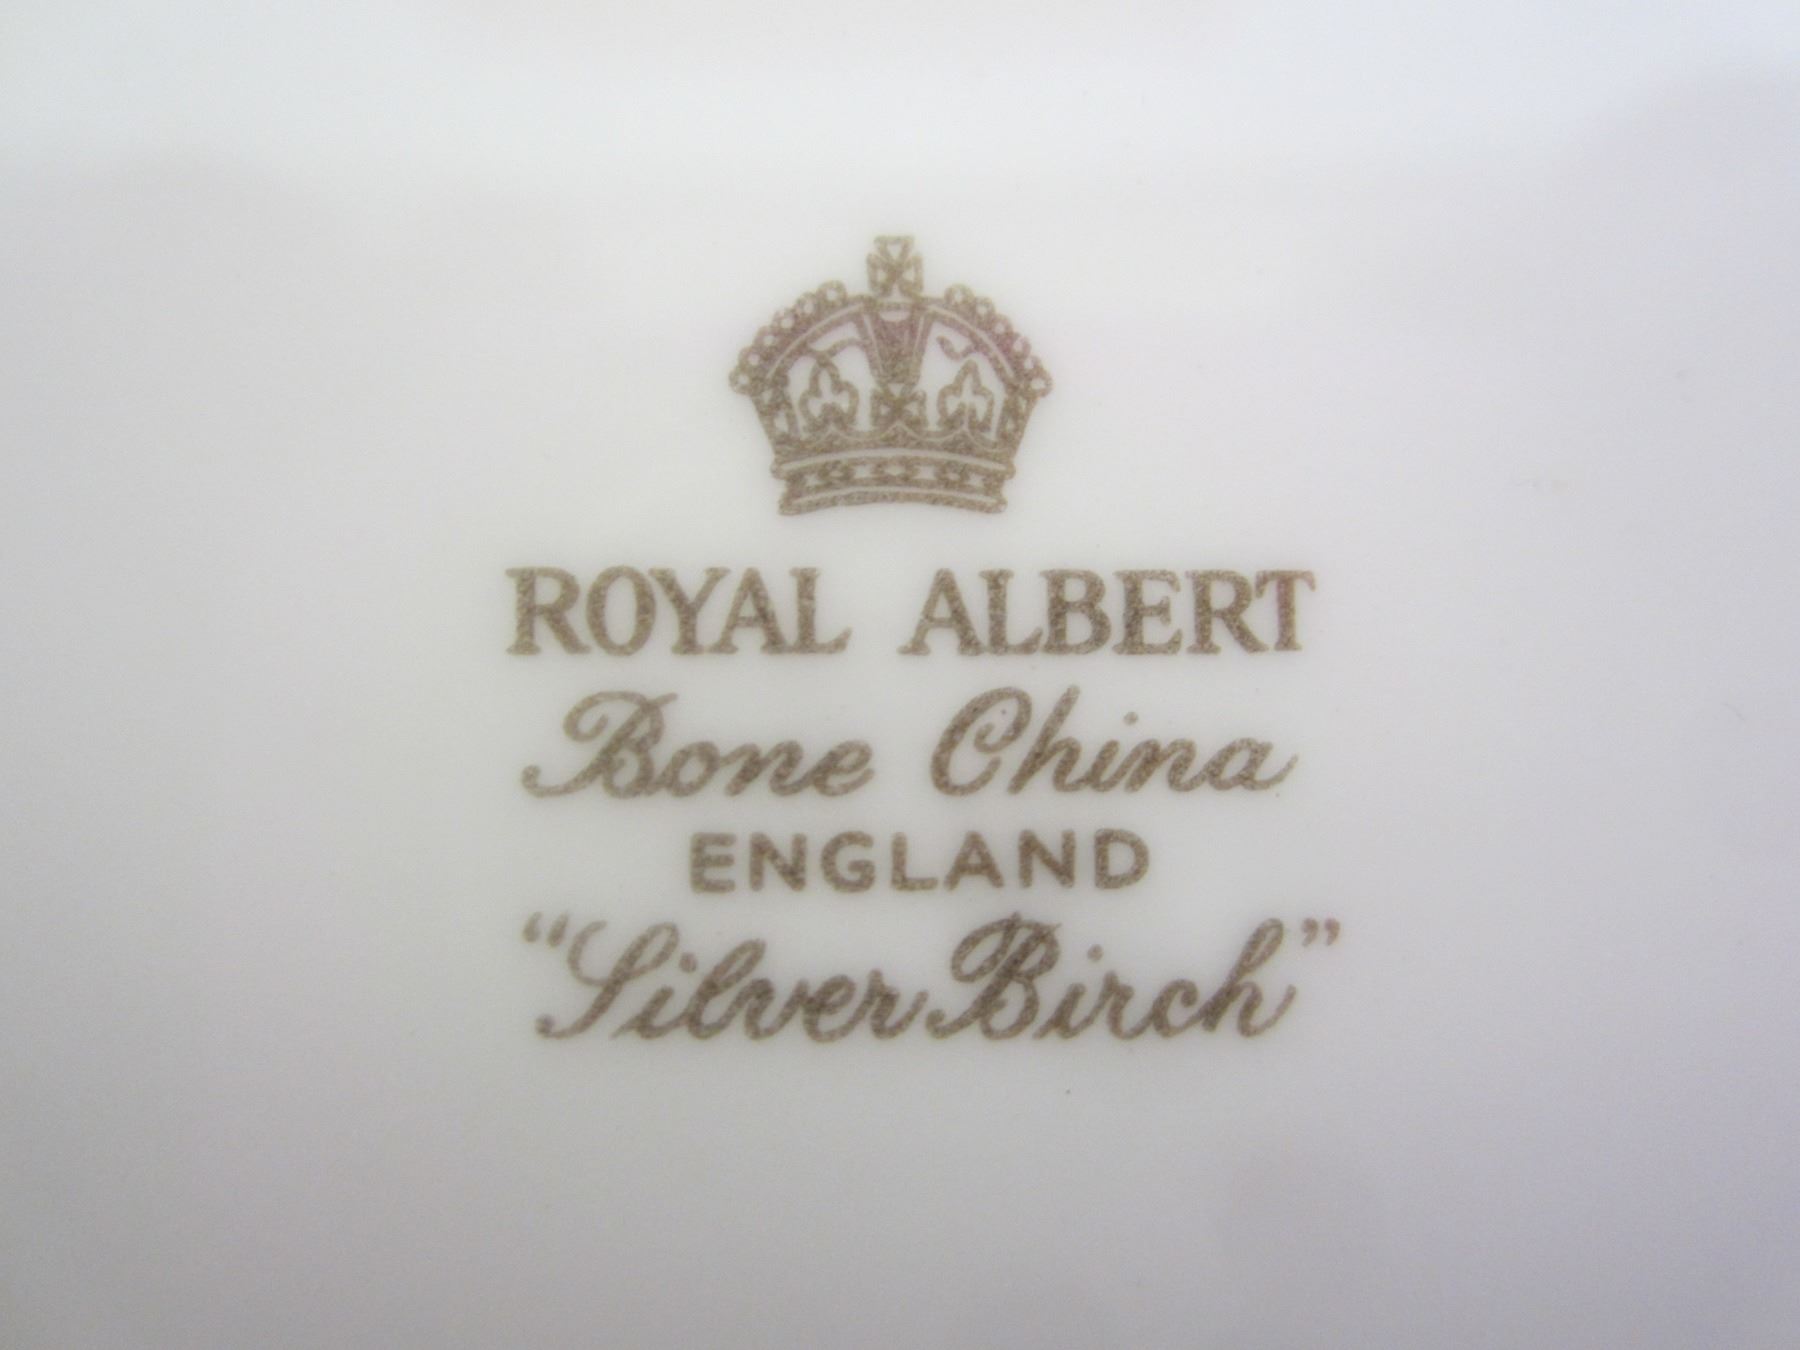 ROYAL ALBERT
Bone China
ENGLAND
"Silver Birch"